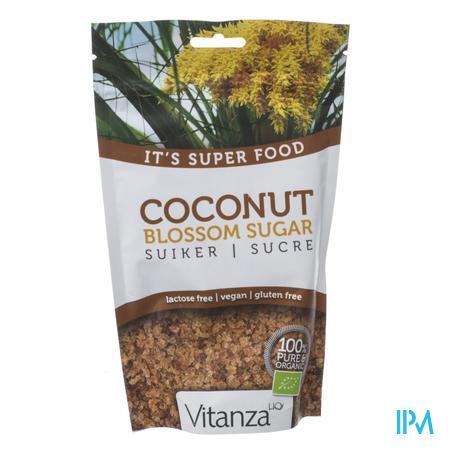 IT'S SUPER FOOD
COCONUT
BLOSSOM SUGAR
SUIKER | SUCRE
lactose free | vegan | gluten free
100%
PURE &
ORGANIC
Vitanza HQ
IPM